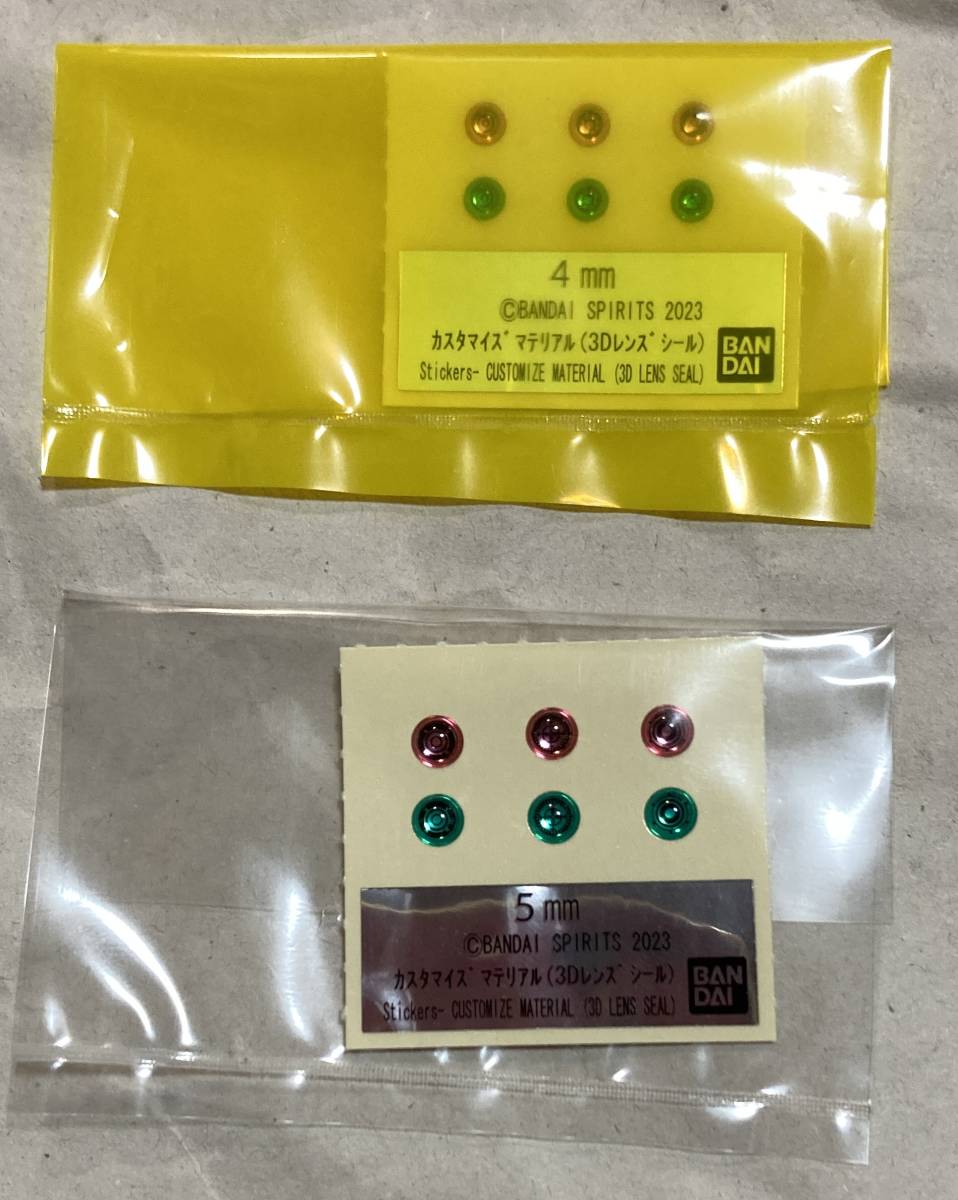 4 mm
©BANDAI SPIRITS 2023
カスタマイズ マテリアル(3Dレンズ シール)
Stickers- CUSTOMIZE MATERIAL (3D LENS SEAL)
BAN
DAI
5 mm
©BANDAI SPIRITS 2023
カスタマイズ マテリアル(3Dレンズ シール)
Stickers- CUSTOMIZE MATERIAL (3D LENS SEAL)
BAN
DAI